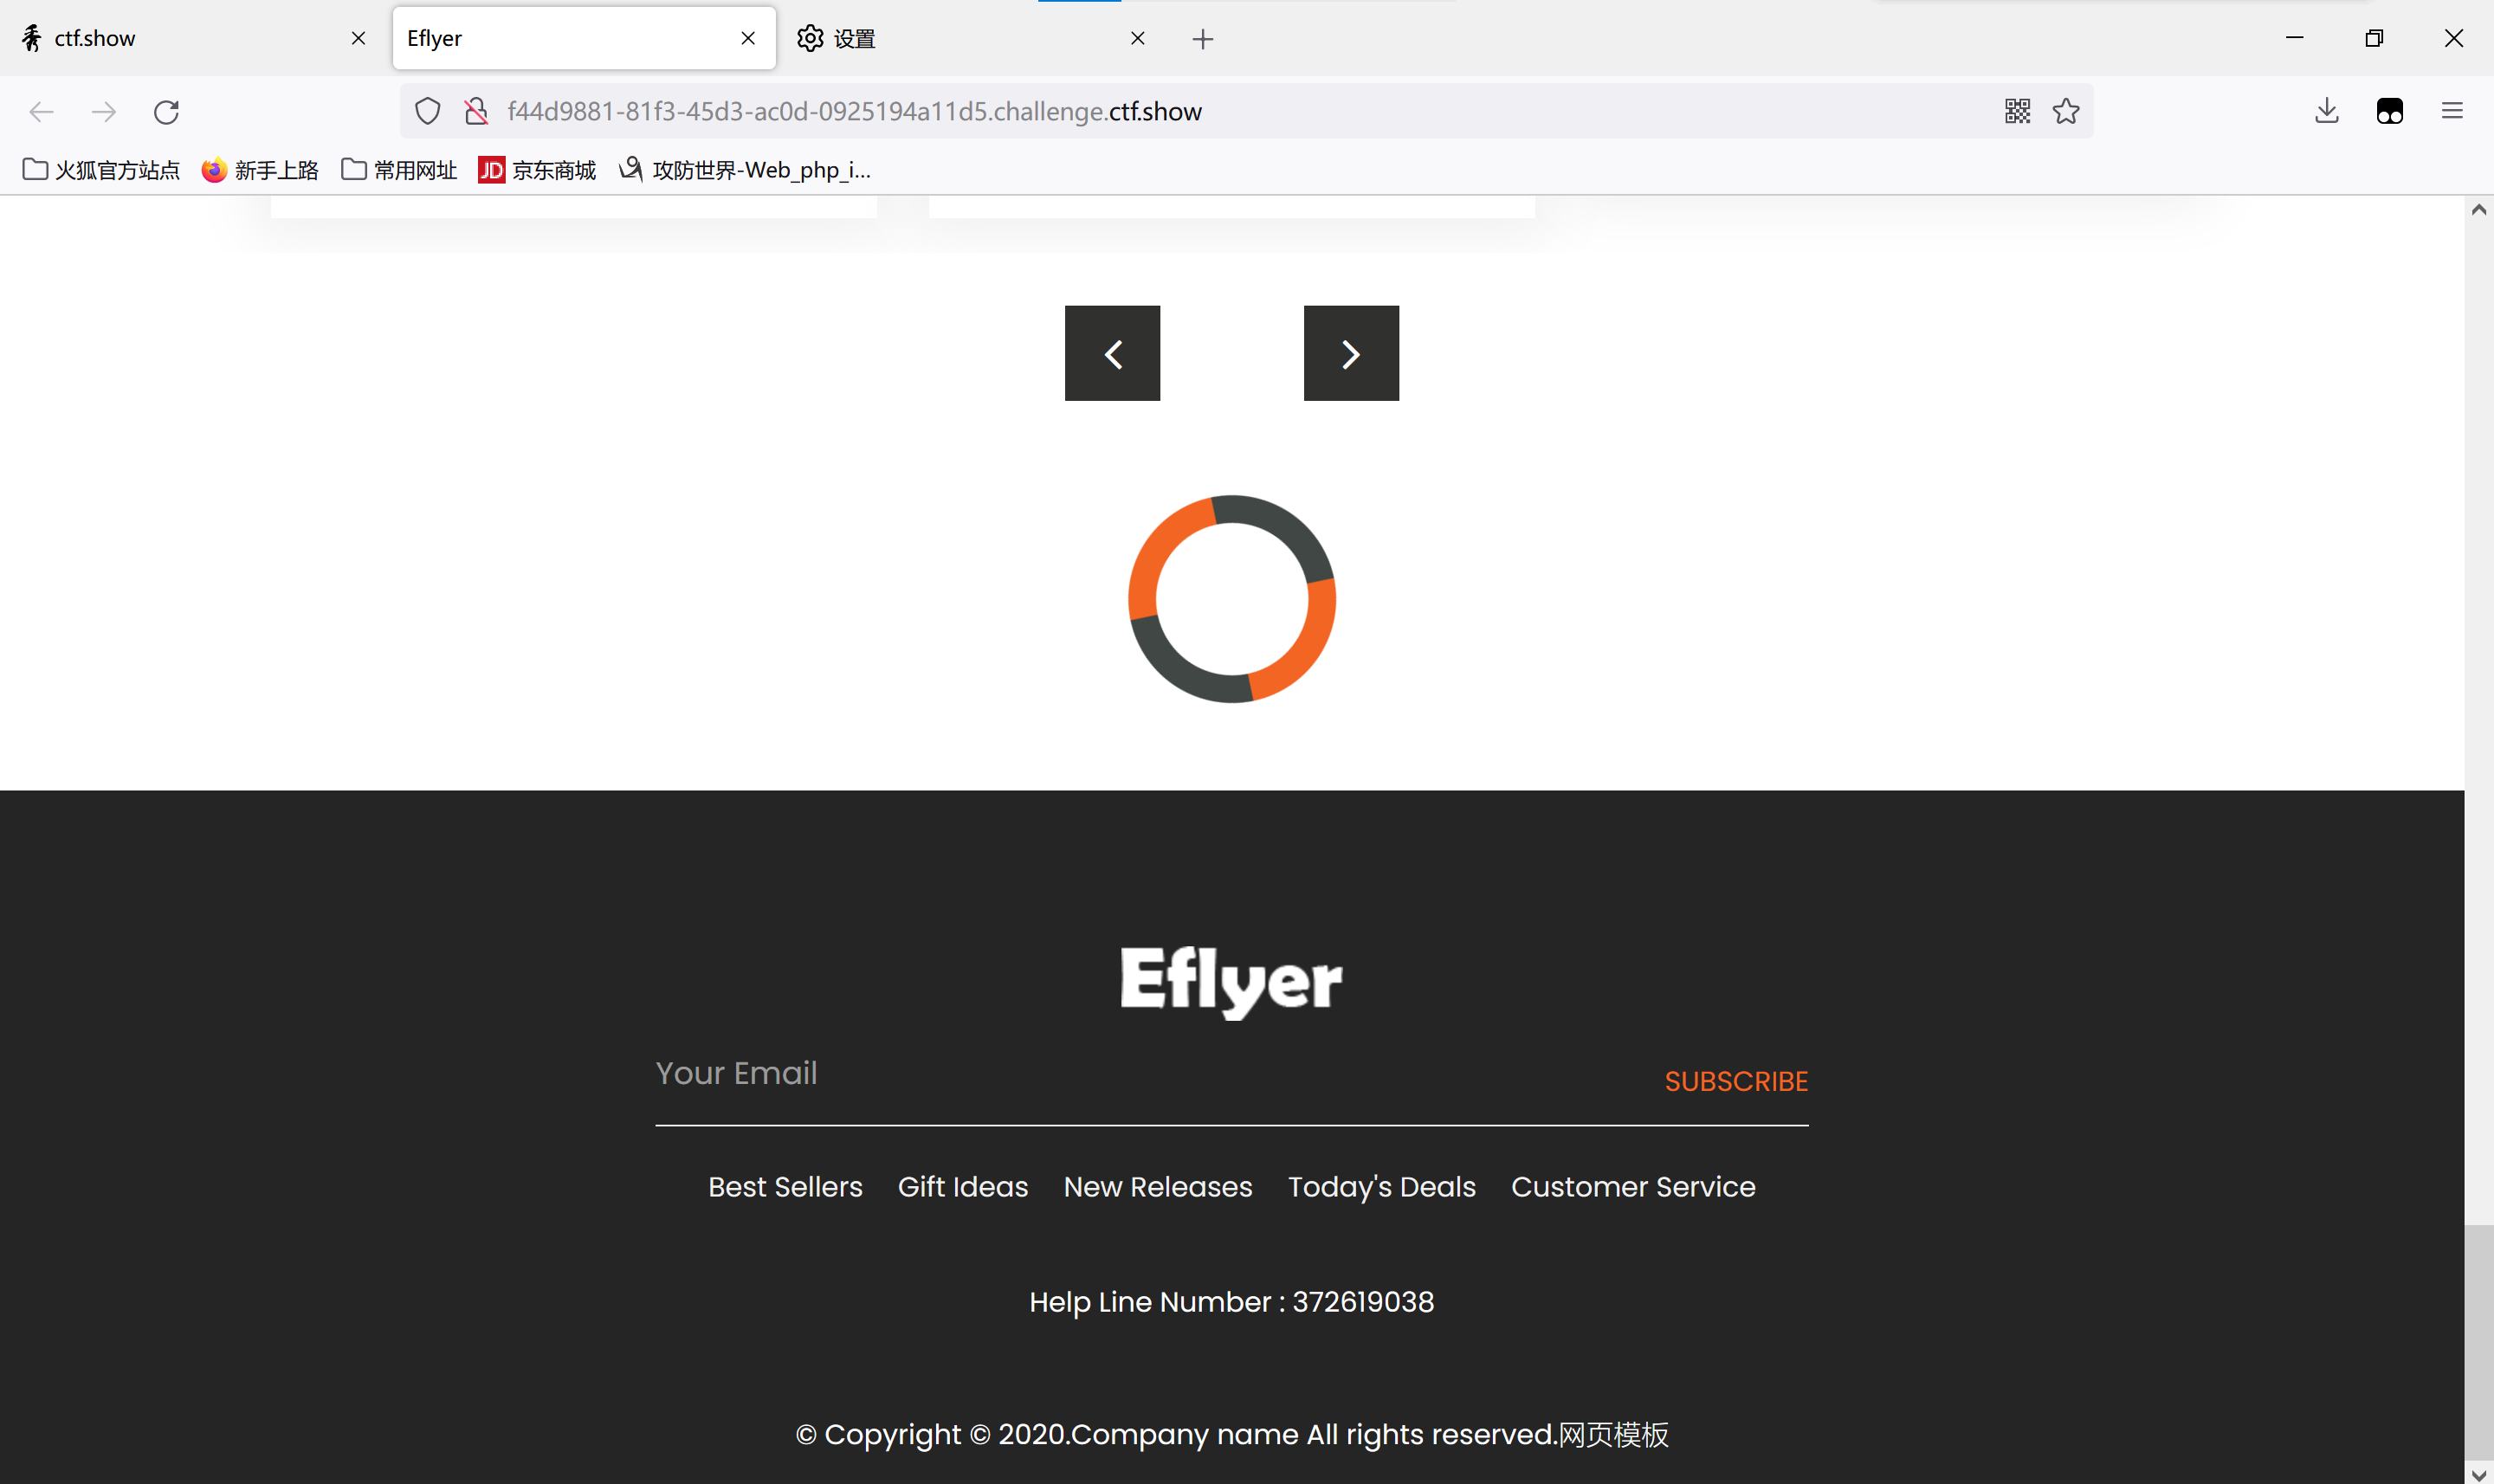 ctf.show
Eflyer
设置
f44d9881-81f3-45d3-ac0d-0925194a11d5.challenge.ctf.show
火狐官方站点
新手上路
常用网址
JD 京东商城
攻防世界-Web_php_i...
Eflyer
Your Email
SUBSCRIBE
Best Sellers Gift Ideas New Releases Today's Deals Customer Service
Help Line Number : 372619038
© Copyright © 2020.Company name All rights reserved.网页模板